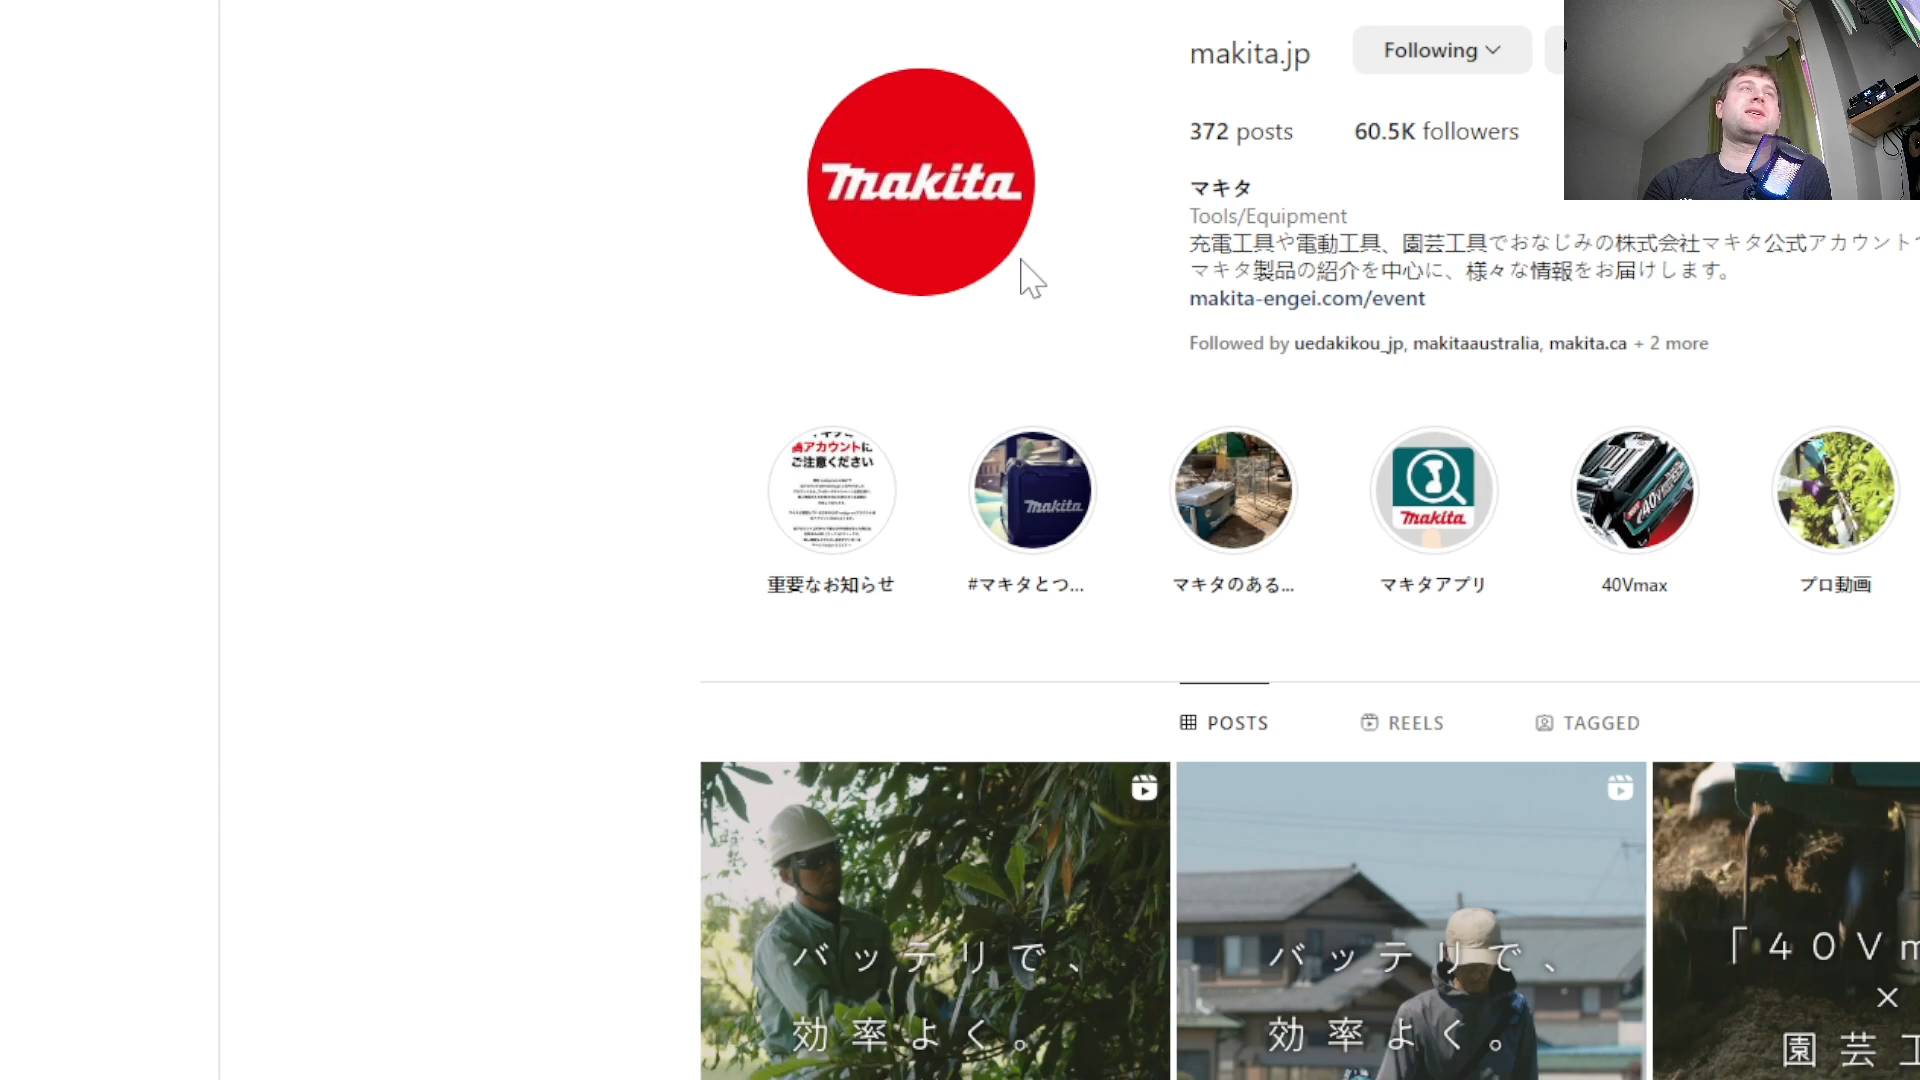 makita.jp
Following
372 posts
60.5K followers
makita
マキタ
Tools/Equipment
充電工具や電動工具、園芸工具でおなじみの株式会社マキタ公式アカウント
マキタ製品の紹介を中心に、様々な情報をお届けします。
makita-engei.com/event
Followed by uedakikou_jp, makitaaustralia, makita.ca + 2 more
アカウントに
ご注意ください
makita
makita
40V
重要なお知らせ
#マキタとつ...
マキタのある...
マキタアプリ
40Vmax
プロ動画
POSTS
REELS
TAGGED
バッテリで、
効率よく。
バッテリで、
効率よく。
「40Vm
×
園芸工